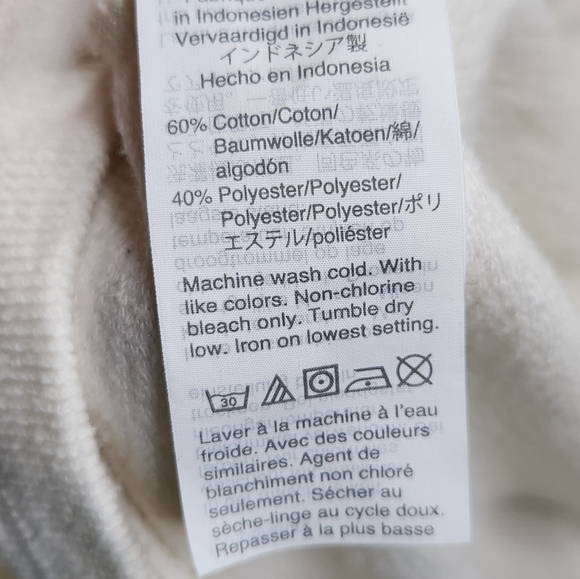 in Indonesien Hergestellt
Vervaardigd in Indonesië
インドネシア製
Hecho en Indonesia
60% Cotton/Coton/
Baumwolle/Katoen/綿/
algodón
40% Polyester/Polyester/
Polyester/Polyester/ポリ
エステル/poliéster
Machine wash cold. With
like colors. Non-chlorine
bleach only. Tumble dry
low. Iron on lowest setting.
30
Laver à la machine à l'eau
froide. Avec des couleurs
similaires. Agent de
blanchiment non chloré
seulement. Sécher au
sèche-linge au cycle doux.
Repasser à la plus basse